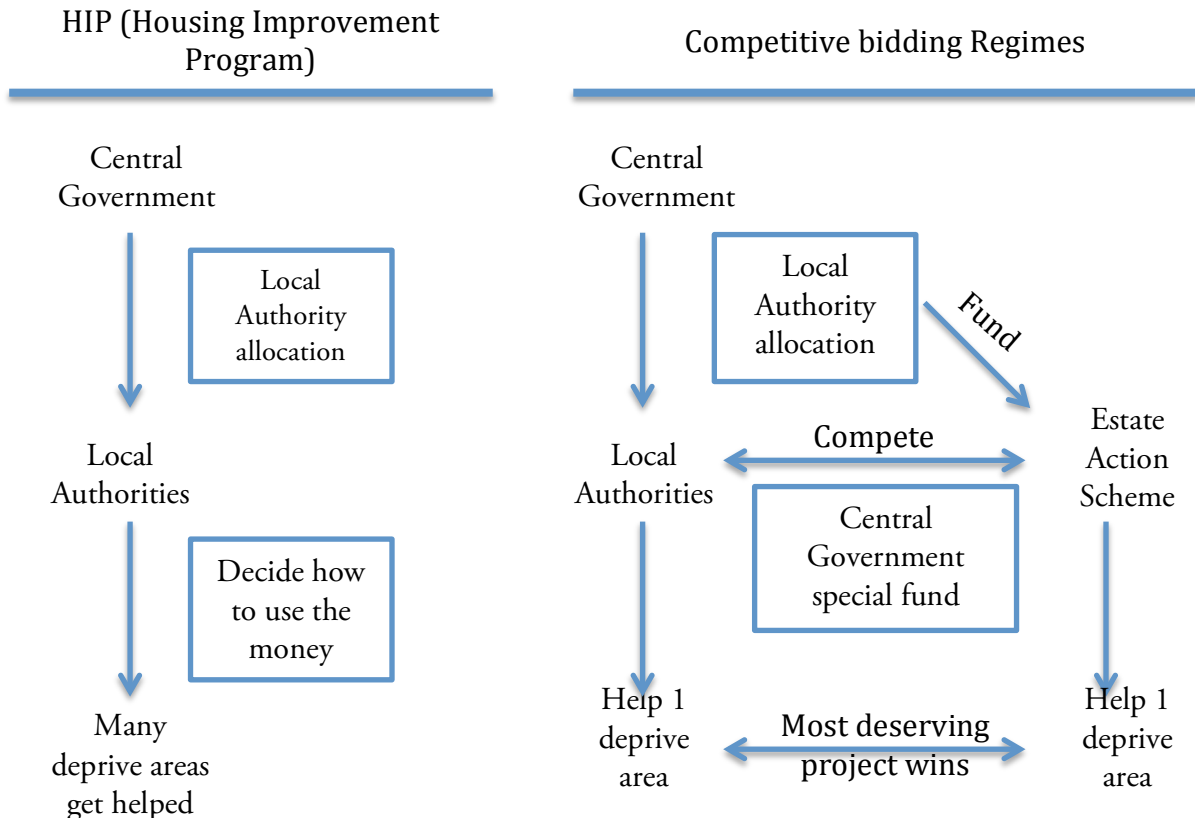 HIP (Housing Improvement
Program)
Central
Government
Local
Authority
allocation
Local
Authorities
Decide how
to use the
money
Many
deprive areas
get helped
Competitive bidding Regimes
Central
Government
Local
Authority
allocation
Fund
Local
Authorities
Compete
Estate
Action
Scheme
Central
Government
special fund
Help 1
deprive
area
Most deserving
project wins
Help 1
deprive
area